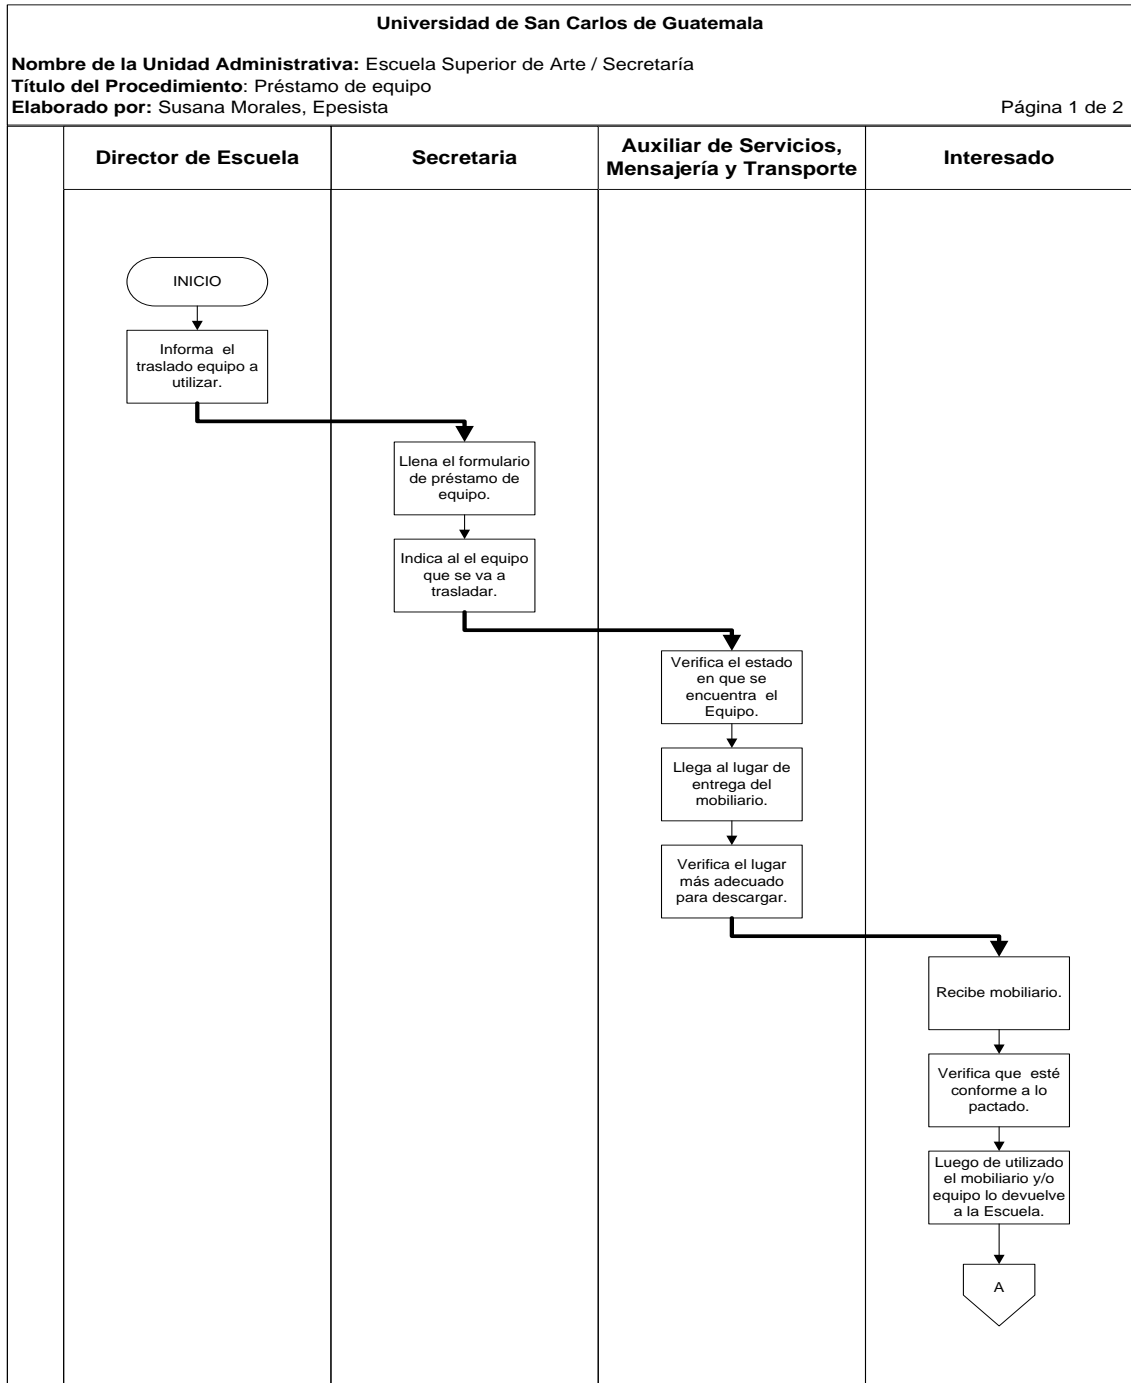 Universidad de San Carlos de Guatemala
Nombre de la Unidad Administrativa: Escuela Superior de Arte / Secretaría
Título del Procedimiento: Préstamo de equipo
Elaborado por: Susana Morales, Epesista
Página 1 de 2
Director de Escuela
Secretaria
Auxiliar de Servicios,
Mensajería y Transporte
Interesado
INICIO
Informa el
traslado equipo a
utilizar.
Llena el formulario
de préstamo de
equipo.
Indica al el equipo
que se va a
trasladar.
Verifica el estado
en que se
encuentra el
Equipo.
Llega al lugar de
entrega del
mobiliario.
Verifica el lugar
más adecuado
para descargar.
Recibe mobiliario.
Verifica que esté
conforme a lo
pactado.
Luego de utilizado
el mobiliario y/o
equipo lo devuelve
a la Escuela.
A